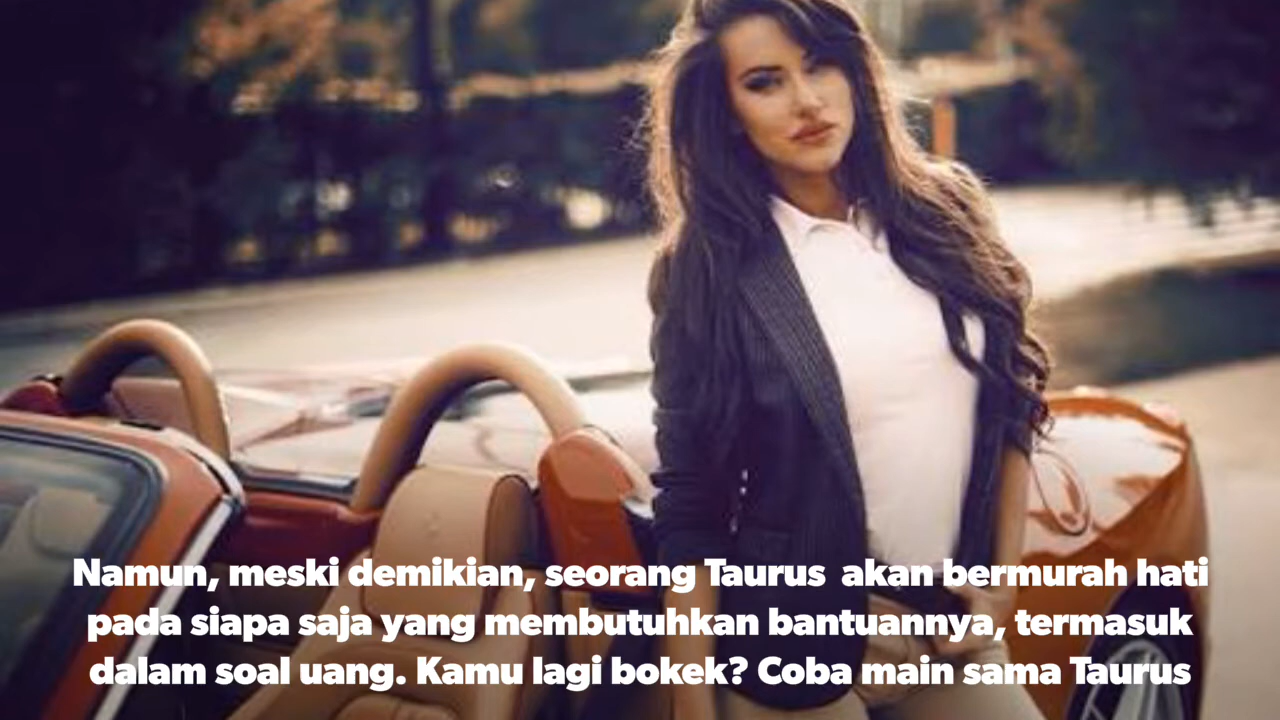 Namun, meski demikian, seorang Taurus  akan bermurah hati
pada siapa saja yang membutuhkan bantuannya, termasuk
dalam soal uang. Kamu lagi bokek? Coba main sama Taurus